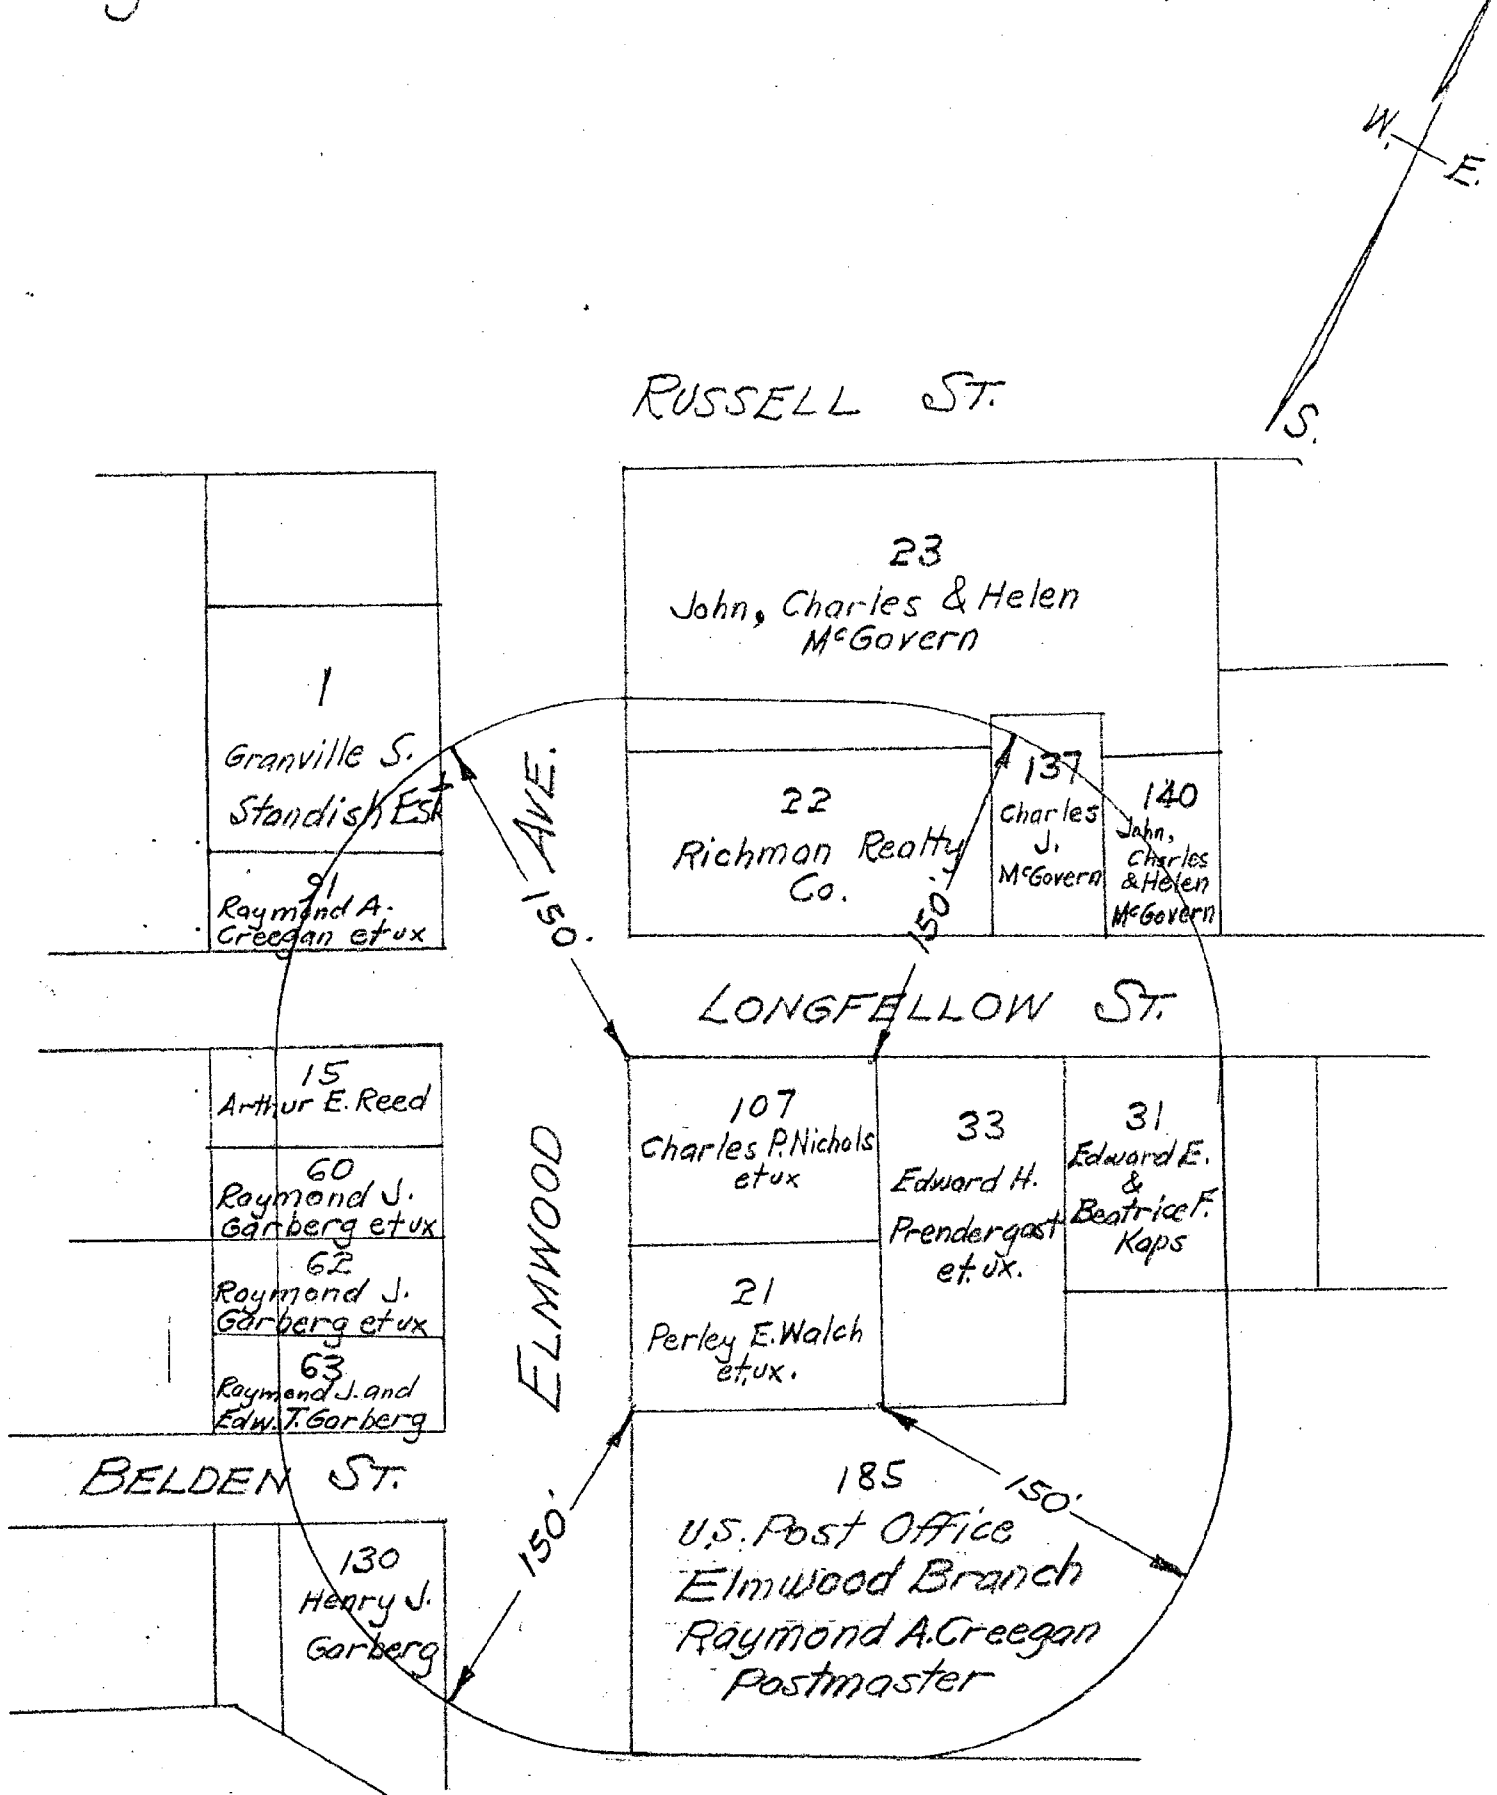 W.
E.
S.
RUSSELL ST.
23
John, Charles & Helen
McGovern
1
Granville S.
Standish Est
91
Raymond A.
Creegan et ux
AVE.
150'
22
Richman Realty
Co.
150'
137
Charles
J.
McGovern
140
John,
Charles
& Helen
McGovern
LONGFELLOW ST.
15
Arthur E. Reed
60
Raymond J.
Garberg et ux
62
Raymond J.
Garberg et ux
63
Raymond J. and
Edw. T. Garberg
ELMWOOD
107
Charles P. Nichols
et ux
21
Perley E. Walch
et, ux.
33
Edward H.
Prendergast
et. ux.
31
Edward E.
&
Beatrice F.
Kaps
BELDEN ST.
130
Henry J.
Garberg
150'
150'
185
U.S. Post Office
Elmwood Branch
Raymond A. Creegan
Postmaster